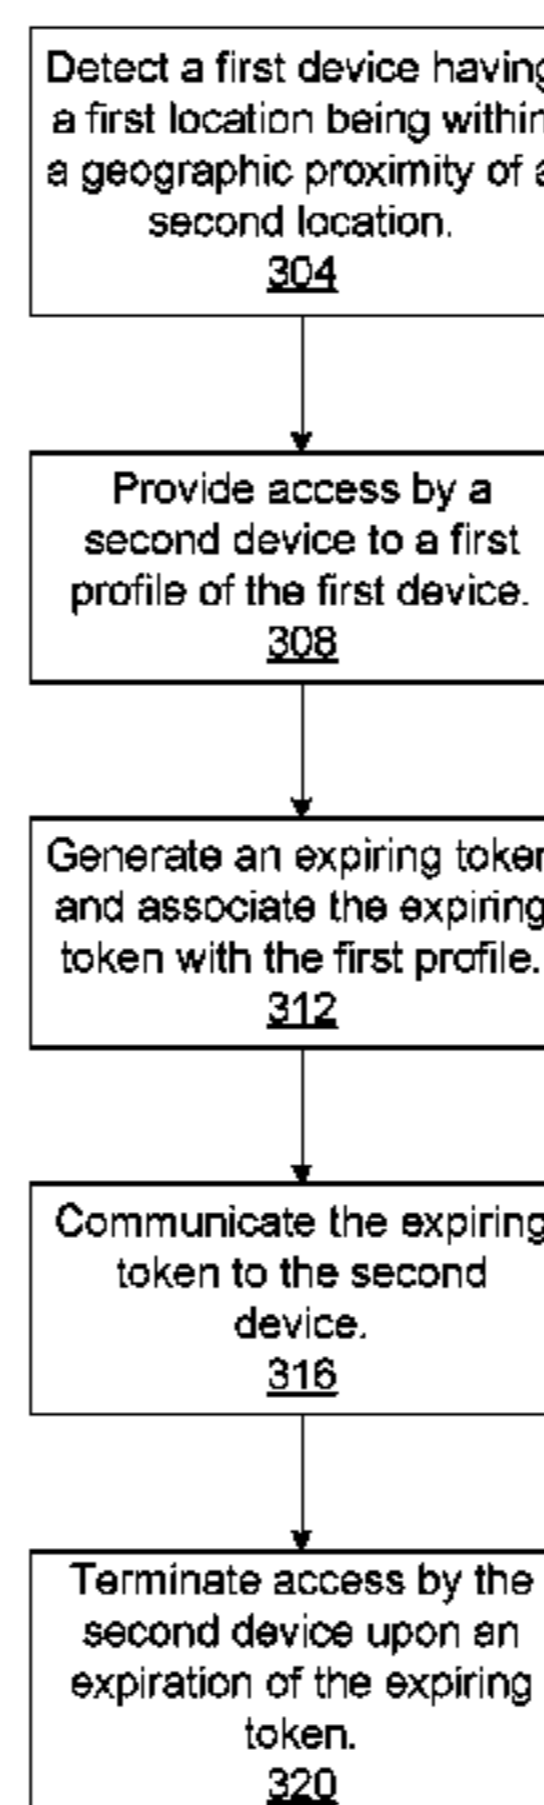 Detect a first device having
a first location being within
a geographic proximity of a
second location.
304
Provide access by a
second device to a first
profile of the first device.
308
Generate an expiring token
and associate the expiring
token with the first profile.
312
Communicate the expiring
token to the second
device.
316
Terminate access by the
second device upon an
expiration of the expiring
token.
320